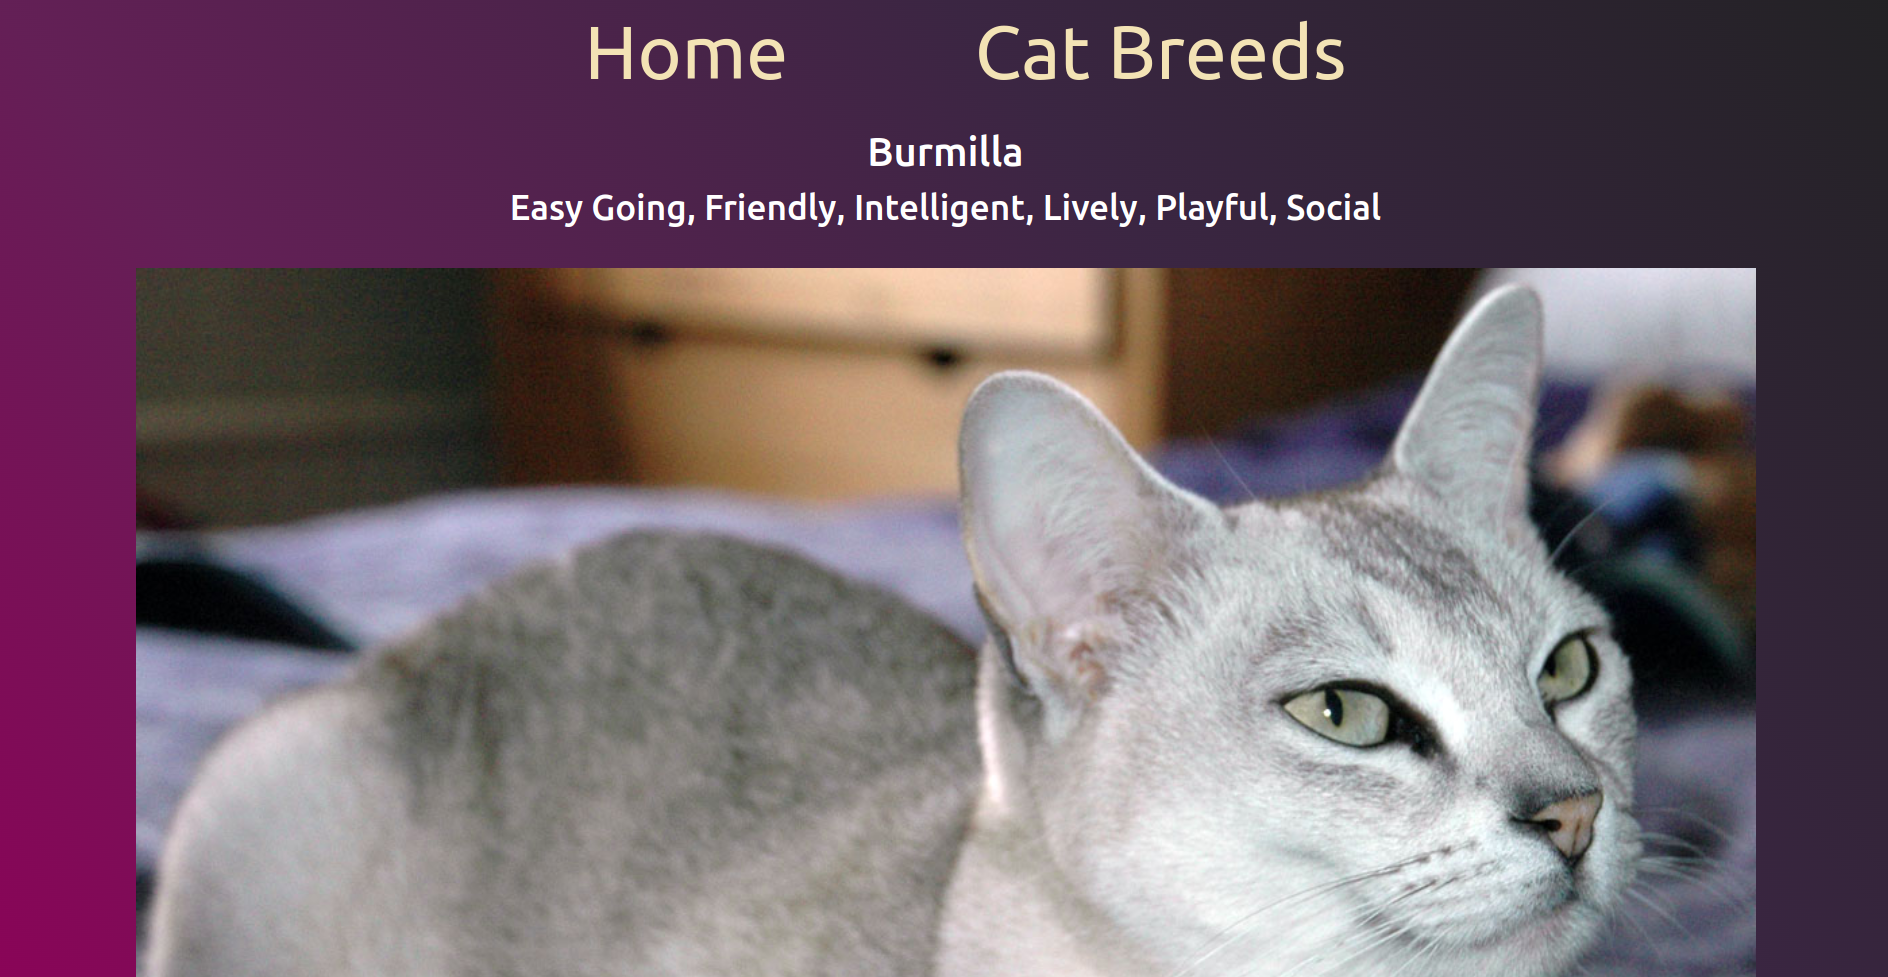 Home Cat Breeds
Burmilla
Easy Going, Friendly, Intelligent, Lively, Playful, Social